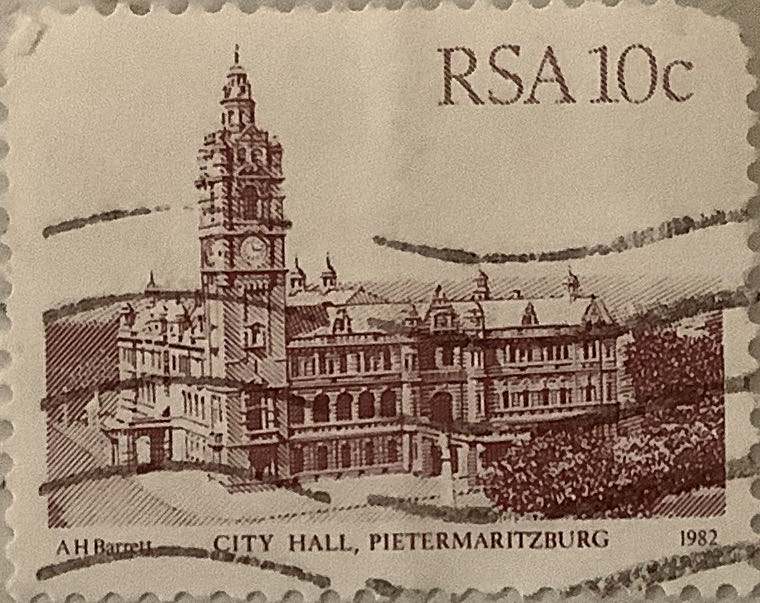 RSA 10c
A H Barrett CITY HALL, PIETERMARITZBURG 1982